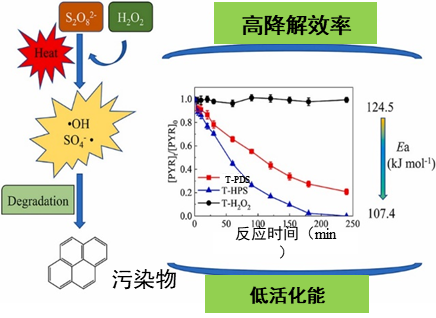 S₂O₈²⁻
H₂O₂
高降解效率
Heat
•OH
SO₄⁻ •
Degradation
污染物
[PYR]t/[PYR]0
1.0
0.8
0.6
0.4
0.2
0.0
T-PDS
T-HPS
T-H₂O₂
0 50 100 150 200 250
反应时间（min
）
124.5
Ea
(kJ mol⁻¹)
107.4
低活化能